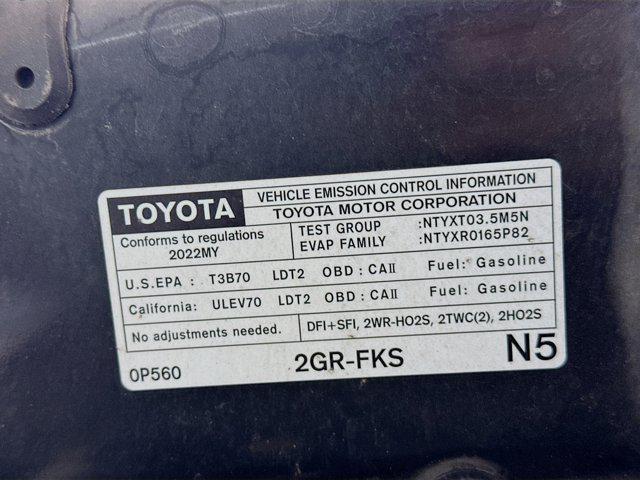 TOYOTA
VEHICLE EMISSION CONTROL INFORMATION
TOYOTA MOTOR CORPORATION
Conforms to regulations
2022MY
TEST GROUP :NTYXT03.5M5N
EVAP FAMILY :NTYXR0165P82
U.S.EPA : T3B70 LDT2 OBD : CAII Fuel: Gasoline
California: ULEV70 LDT2 OBD : CAII Fuel: Gasoline
No adjustments needed.
DFI+SFI, 2WR-HO2S, 2TWC(2), 2HO2S
0P560
2GR-FKS
N5